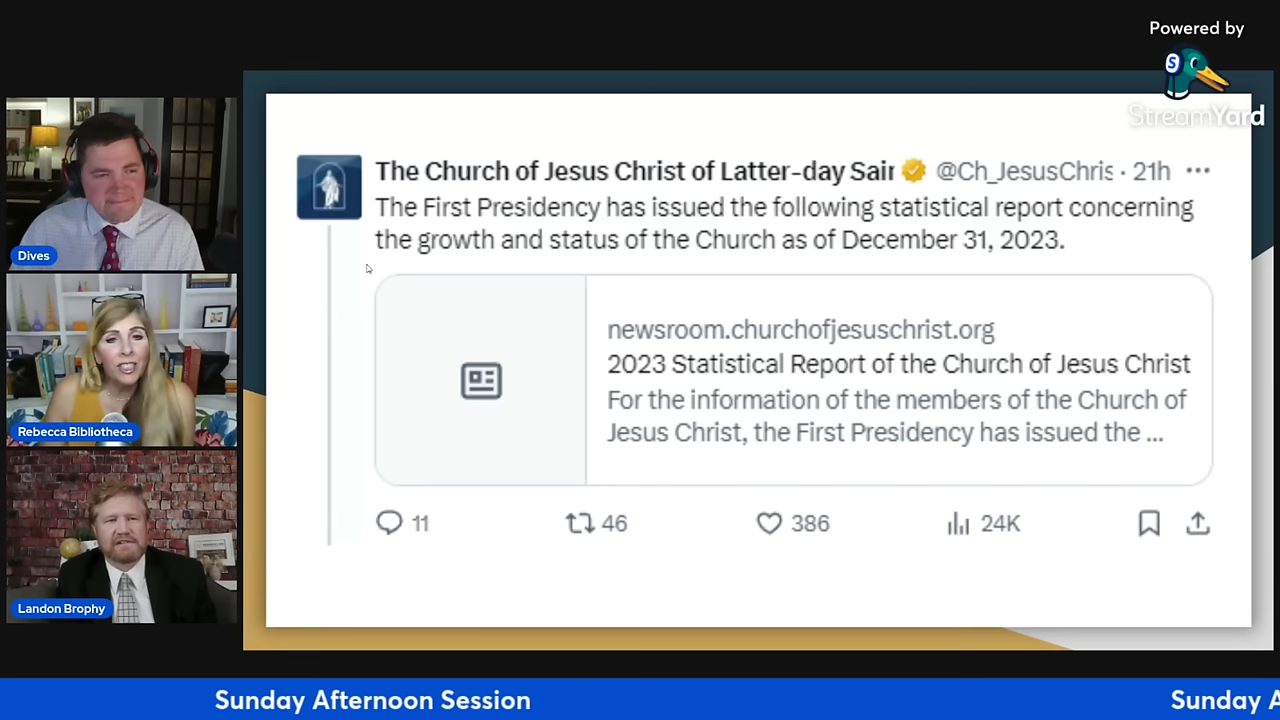 Powered by
StreamYard
Dives
Rebecca Bibliotheca
Landon Brophy
The Church of Jesus Christ of Latter-day Sair @Ch_JesusChris · 21h
The First Presidency has issued the following statistical report concerning
the growth and status of the Church as of December 31, 2023.
newsroom.churchofjesuschrist.org
2023 Statistical Report of the Church of Jesus Christ
For the information of the members of the Church of
Jesus Christ, the First Presidency has issued the ...
11 46 386 24K
Sunday Afternoon Session Sunday A